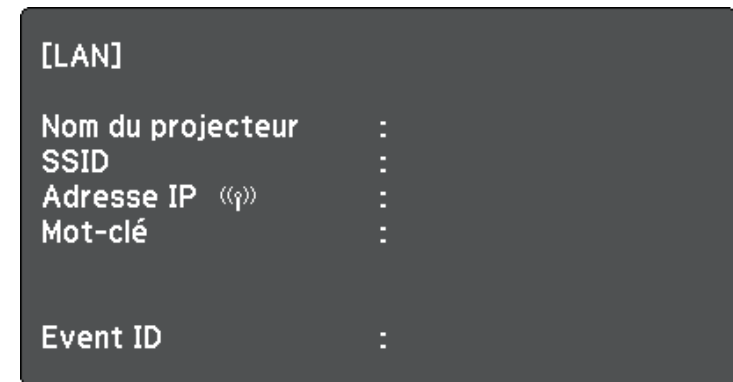 [LAN]
Nom du projecteur :
SSID :
Adresse IP :
Mot-clé :
Event ID :